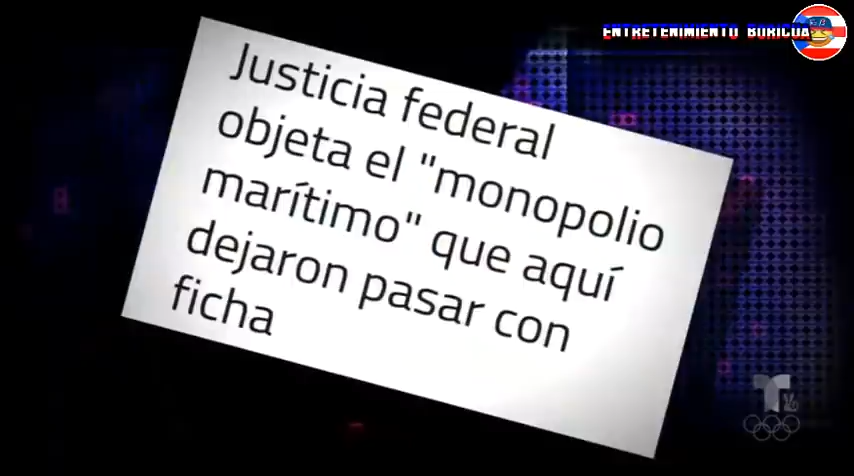 ENTRETENIMIENTO BORICUA
Justicia federal
objeta el "monopolio
marítimo" que aquí
dejaron pasar con
ficha